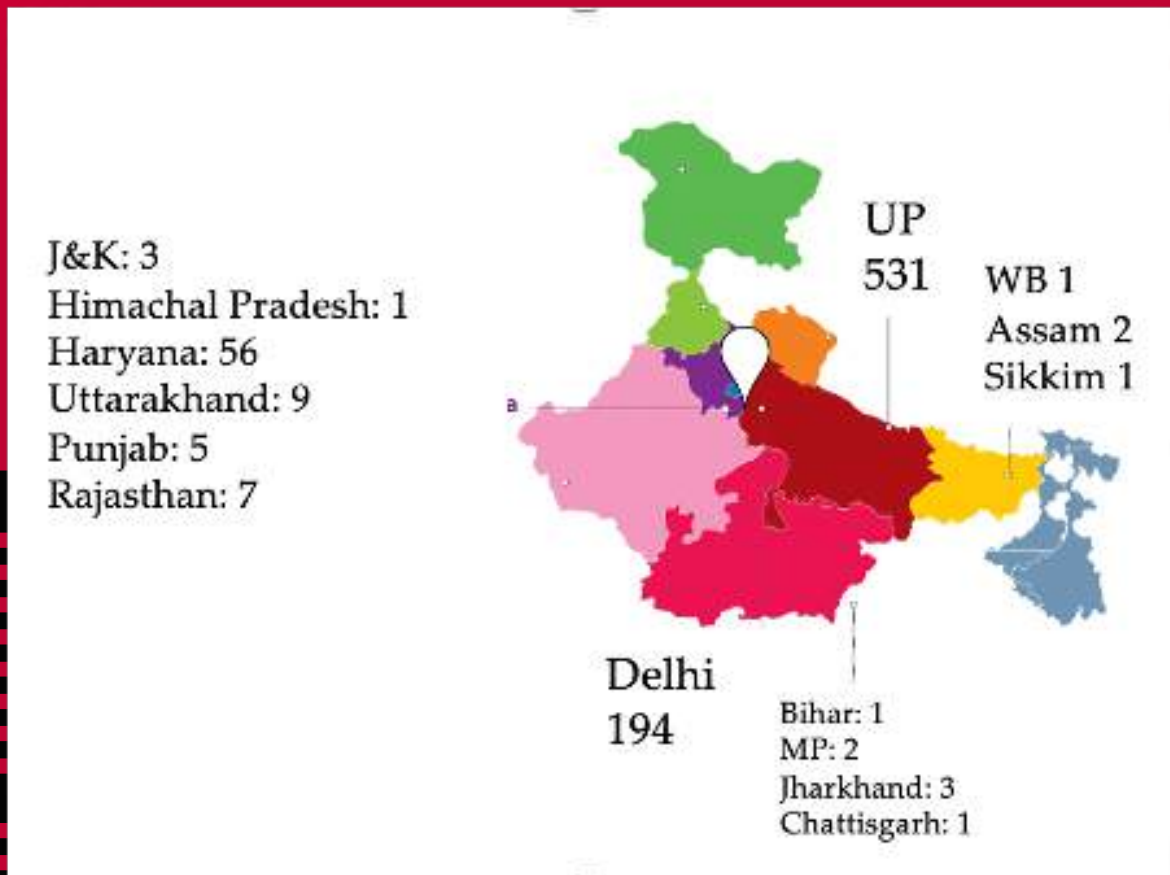 J&K: 3
Himachal Pradesh: 1
Haryana: 56
Uttarakhand: 9
Punjab: 5
Rajasthan: 7
UP
531
WB 1
Assam 2
Sikkim 1
a
Delhi
194
Bihar: 1
MP: 2
Jharkhand: 3
Chattisgarh: 1